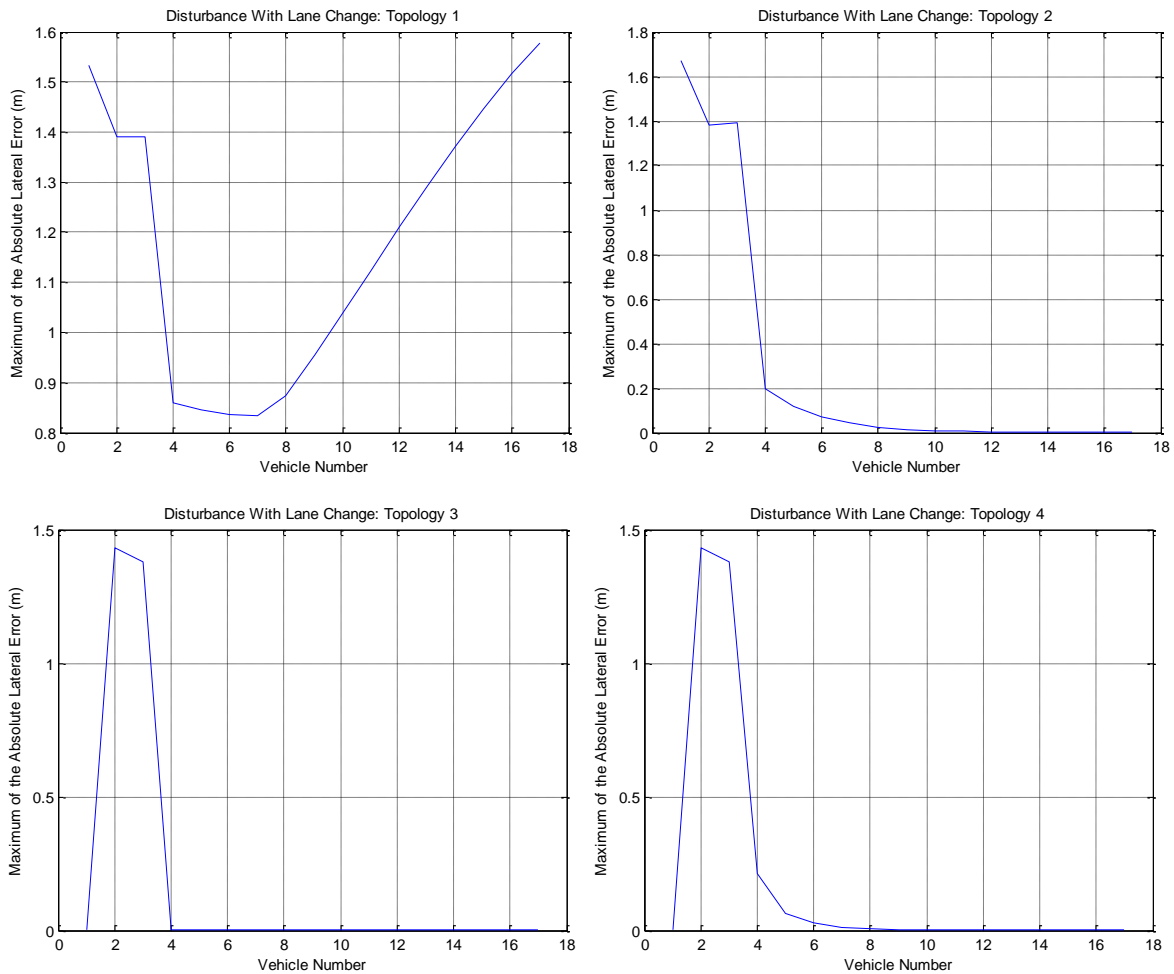 Disturbance With Lane Change: Topology 1
Maximum of the Absolute Lateral Error (m)
1.6
1.5
1.4
1.3
1.2
1.1
1
0.9
0.8
0 2 4 6 8 10 12 14 16 18
Vehicle Number
Disturbance With Lane Change: Topology 2
Maximum of the Absolute Lateral Error (m)
1.8
1.6
1.4
1.2
1
0.8
0.6
0.4
0.2
0
0 2 4 6 8 10 12 14 16 18
Vehicle Number
Disturbance With Lane Change: Topology 3
Maximum of the Absolute Lateral Error (m)
1.5
1
0.5
0
0 2 4 6 8 10 12 14 16 18
Vehicle Number
Disturbance With Lane Change: Topology 4
Maximum of the Absolute Lateral Error (m)
1.5
1
0.5
0
0 2 4 6 8 10 12 14 16 18
Vehicle Number